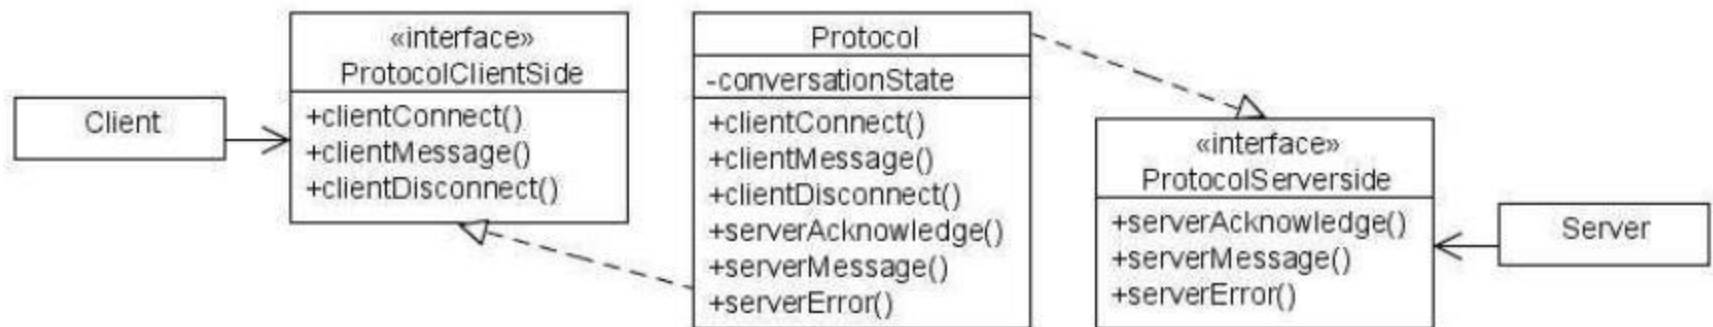 Client
«interface»
ProtocolClientSide
+clientConnect()
+clientMessage()
+clientDisconnect()
Protocol
-conversationState
+clientConnect()
+clientMessage()
+clientDisconnect()
+serverAcknowledge()
+serverMessage()
+serverError()
«interface»
ProtocolServerside
+serverAcknowledge()
+serverMessage()
+serverError()
Server